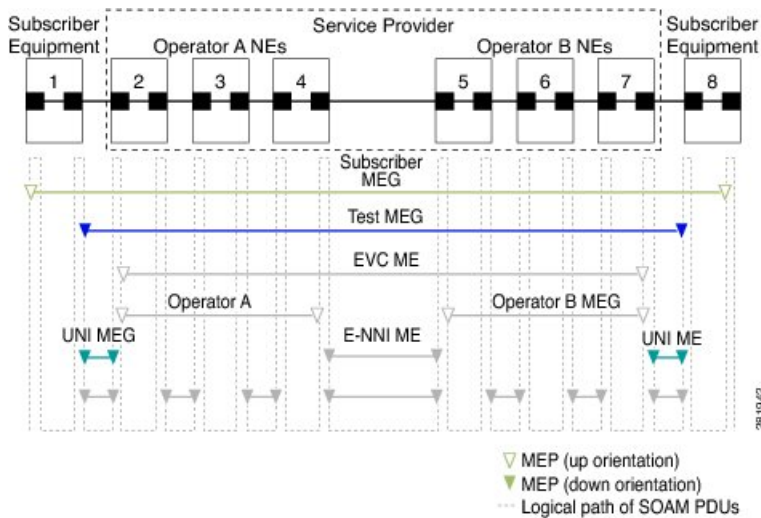 Subscriber Equipment
Service Provider
Subscriber Equipment
Operator A NEs
Operator B NEs
1
2
3
4
5
6
7
8
Subscriber MEG
Test MEG
EVC ME
Operator A
Operator B MEG
UNI MEG
E-NNI ME
UNI ME
MEP (up orientation)
MEP (down orientation)
Logical path of SOAM PDUs